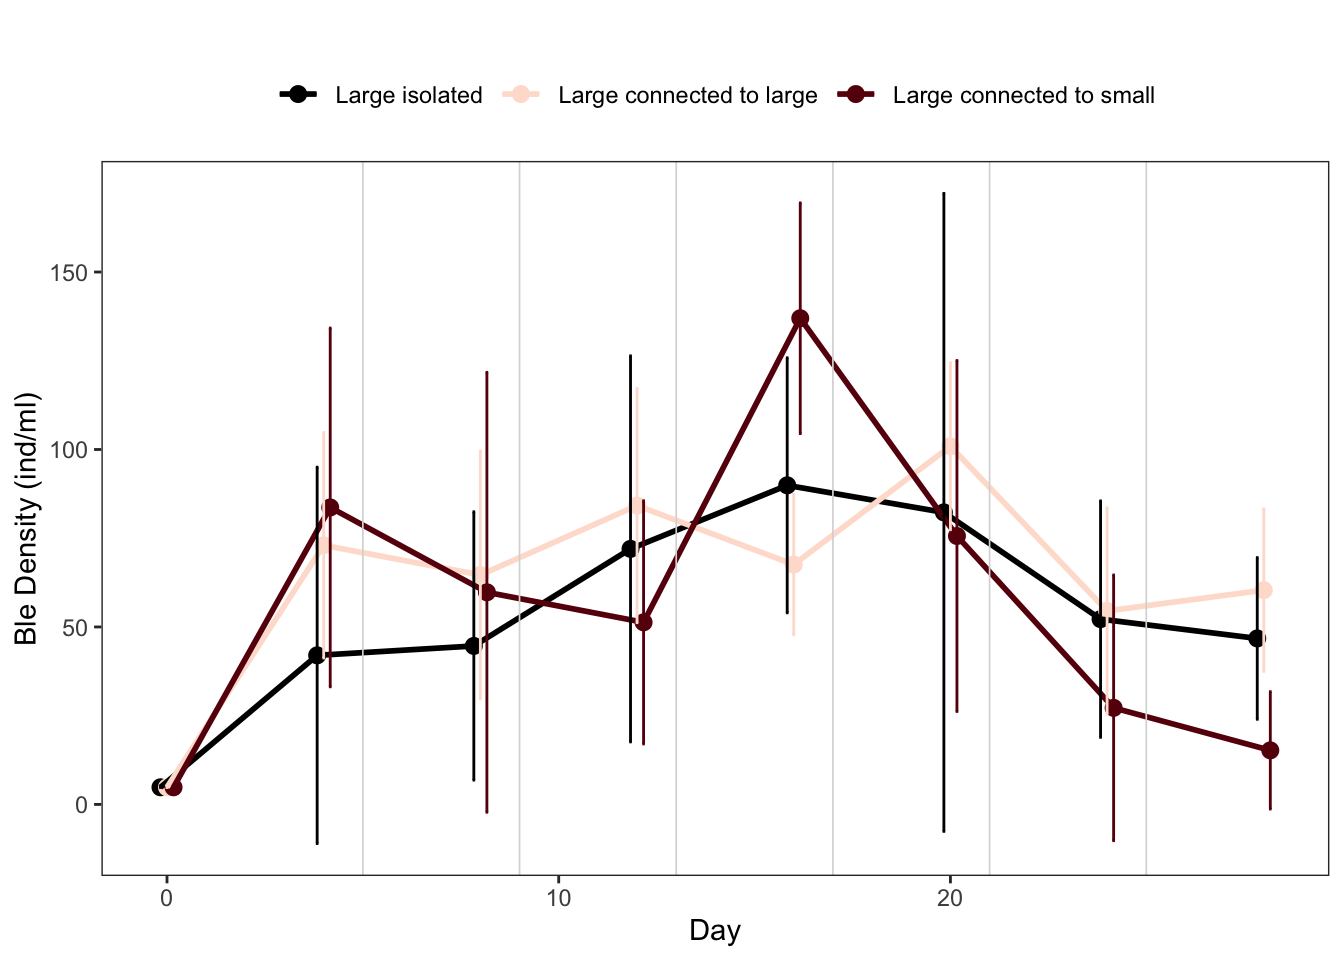 Large isolated Large connected to large Large connected to small
150
100
50
0
Ble Density (ind/ml)
0 10 20
Day